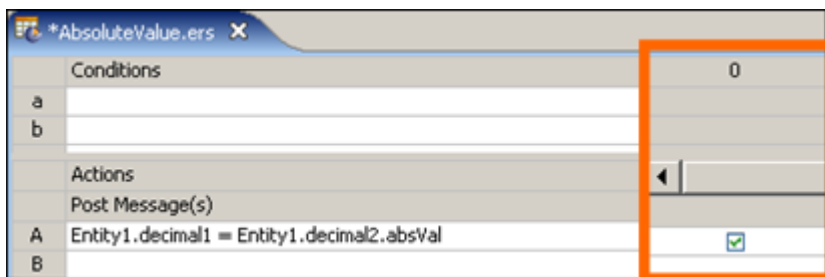 *AbsoluteValue.ers
Conditions 0
a
b
Actions
Post Message(s)
A Entity1.decimal1 = Entity1.decimal2.absVal
B